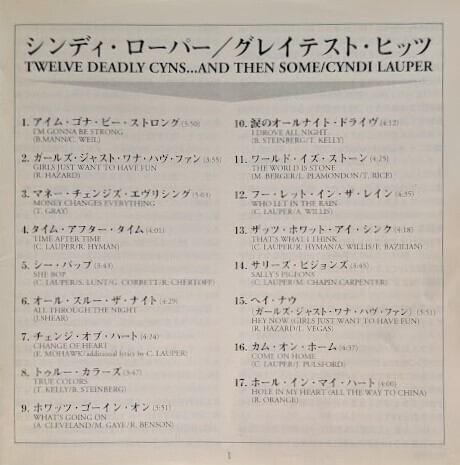 シンディ・ローパー／グレイテスト・ヒッツ
TWELVE DEADLY CYNS...AND THEN SOME/CYNDI LAUPER
1. アイム・ゴナ・ビー・ストロング (3:50)
I'M GONNA BE STRONG
(B.MANN/C. WEIL)
2. ガールズ・ジャスト・ワナ・ハヴ・ファン (3:55)
GIRLS JUST WANT TO HAVE FUN
(R. HAZARD)
3. マネー・チェンジズ・エヴリシング (5:03)
MONEY CHANGES EVERYTHING
(T. GRAY)
4. タイム・アフター・タイム (4:01)
TIME AFTER TIME
(C. LAUPER/R. HYMAN)
5. シー・バップ (3:43)
SHE BOP
(C. LAUPER/S. LUNT/G. CORBETT/R. CHERTOFF)
6. オール・スルー・ザ・ナイト (4:29)
ALL THROUGH THE NIGHT
(J.SHEAR)
7. チェンジ・オブ・ハート (4:24)
CHANGE OF HEART
(E. MOHAWK/additional lyrics by C. LAUPER)
8. トゥルー・カラーズ (3:47)
TRUE COLORS
(T. KELLY/B. STEINBERG)
9. ホワッツ・ゴーイン・オン (3:51)
WHAT'S GOING ON
(A. CLEVELAND/M. GAYE/R. BENSON)
10. 涙のオールナイト・ドライヴ (4:12)
I DROVE ALL NIGHT
(B. STEINBERG/T. KELLY)
11. ワールド・イズ・ストーン (4:25)
THE WORLD IS STONE
(M. BERGER/L. PLAMONDON/T. RICE)
12. フー・レット・イン・ザ・レイン (4:35)
WHO LET IN THE RAIN
(C. LAUPER/A. WILLIS)
13. ザッツ・ホワット・アイ・シンク (4:18)
THAT'S WHAT I THINK
(C. LAUPER/R. HYMAN/A. WILLIS/E. BAZILIAN)
14. サリーズ・ピジョンズ (3:45)
SALLY'S PIGEONS
(C. LAUPER/M. CHAPIN CARPENTER)
15. ヘイ・ナウ
(ガールズ・ジャスト・ワナ・ハヴ・ファン) (3:51)
HEY NOW (GIRLS JUST WANT TO HAVE FUN)
(R. HAZARD/L. VEGAS)
16. カム・オン・ホーム (4:37)
COME ON HOME
(C. LAUPER/J. PULSFORD)
17. ホール・イン・マイ・ハート (4:00)
HOLE IN MY HEART (ALL THE WAY TO CHINA)
(R. ORANGE)
1